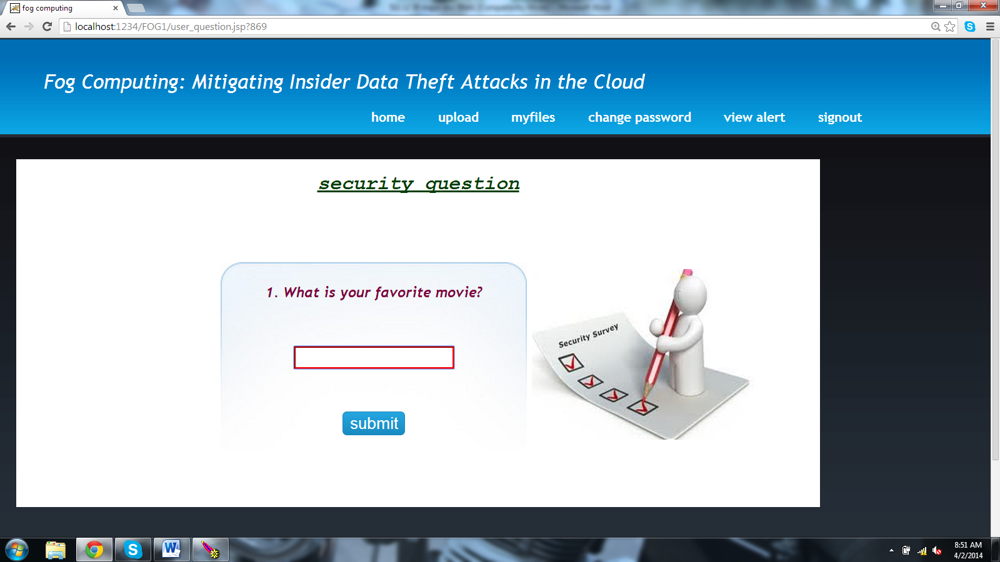 fog computing
localhost:1234/FOG1/user_question.jsp?869
Fog Computing: Mitigating Insider Data Theft Attacks in the Cloud
home upload myfiles change password view alert signout
security question
1. What is your favorite movie?
Security Survey
submit
8:51 AM
4/2/2014